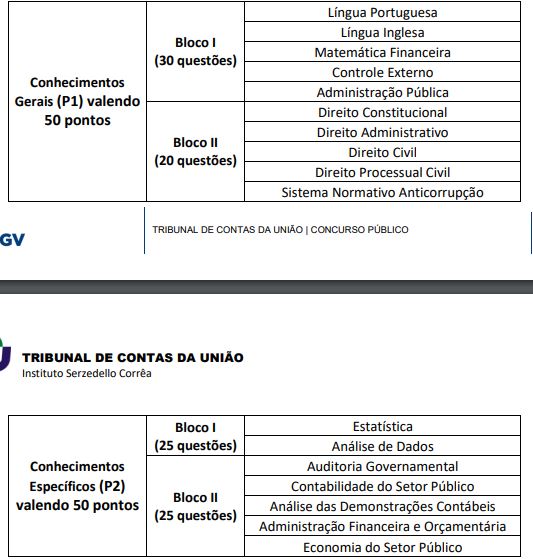 Conhecimentos
Gerais (P1) valendo
50 pontos
Bloco I
(30 questões)
Língua Portuguesa
Língua Inglesa
Matemática Financeira
Controle Externo
Administração Pública
Bloco II
(20 questões)
Direito Constitucional
Direito Administrativo
Direito Civil
Direito Processual Civil
Sistema Normativo Anticorrupção
GV
TRIBUNAL DE CONTAS DA UNIÃO | CONCURSO PÚBLICO
TRIBUNAL DE CONTAS DA UNIÃO
Instituto Serzedello Corrêa
Conhecimentos
Específicos (P2)
valendo 50 pontos
Bloco I
(25 questões)
Estatística
Análise de Dados
Bloco II
(25 questões)
Auditoria Governamental
Contabilidade do Setor Público
Análise das Demonstrações Contábeis
Administração Financeira e Orçamentária
Economia do Setor Público